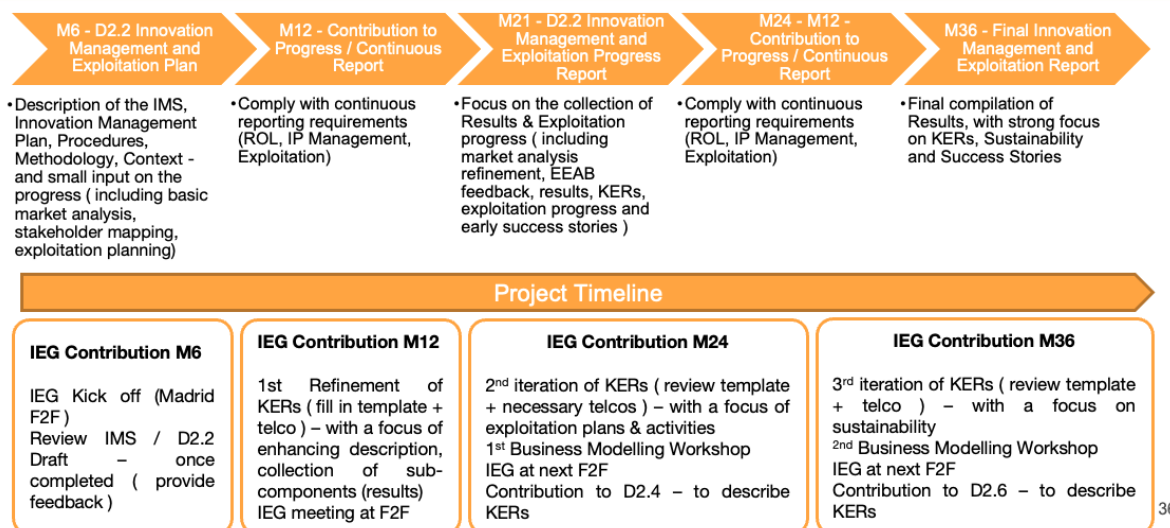 M6 - D2.2 Innovation
Management and
Exploitation Plan
M12 - Contribution to
Progress / Continuous
Report
M21 - D2.2 Innovation
Management and
Exploitation Progress
Report
M24 - M12 -
Contribution to
Progress / Continuous
Report
M36 - Final Innovation
Management and
Exploitation Report
•Description of the IMS,
Innovation Management
Plan, Procedures,
Methodology, Context -
and small input on the
progress ( including basic
market analysis,
stakeholder mapping,
exploitation planning)
•Comply with continuous
reporting requirements
(ROL, IP Management,
Exploitation)
•Focus on the collection of
Results & Exploitation
progress ( including
market analysis
refinement, EEAB
feedback, results, KERs,
exploitation progress and
early success stories )
•Comply with continuous
reporting requirements
(ROL, IP Management,
Exploitation)
•Final compilation of
Results, with strong focus
on KERs, Sustainability
and Success Stories
Project Timeline
IEG Contribution M6
IEG Kick off (Madrid
F2F )
Review IMS / D2.2
Draft – once
completed ( provide
feedback )
IEG Contribution M12
1st Refinement of
KERs ( fill in template +
telco ) – with a focus of
enhancing description,
collection of sub-
components (results)
IEG meeting at F2F
IEG Contribution M24
2nd iteration of KERs ( review template
+ necessary telcos ) – with a focus of
exploitation plans & activities
1st Business Modelling Workshop
IEG at next F2F
Contribution to D2.4 – to describe
KERs
IEG Contribution M36
3rd iteration of KERs ( review template
+ telco ) – with a focus on
sustainability
2nd Business Modelling Workshop
IEG at next F2F
Contribution to D2.6 – to describe
KERs